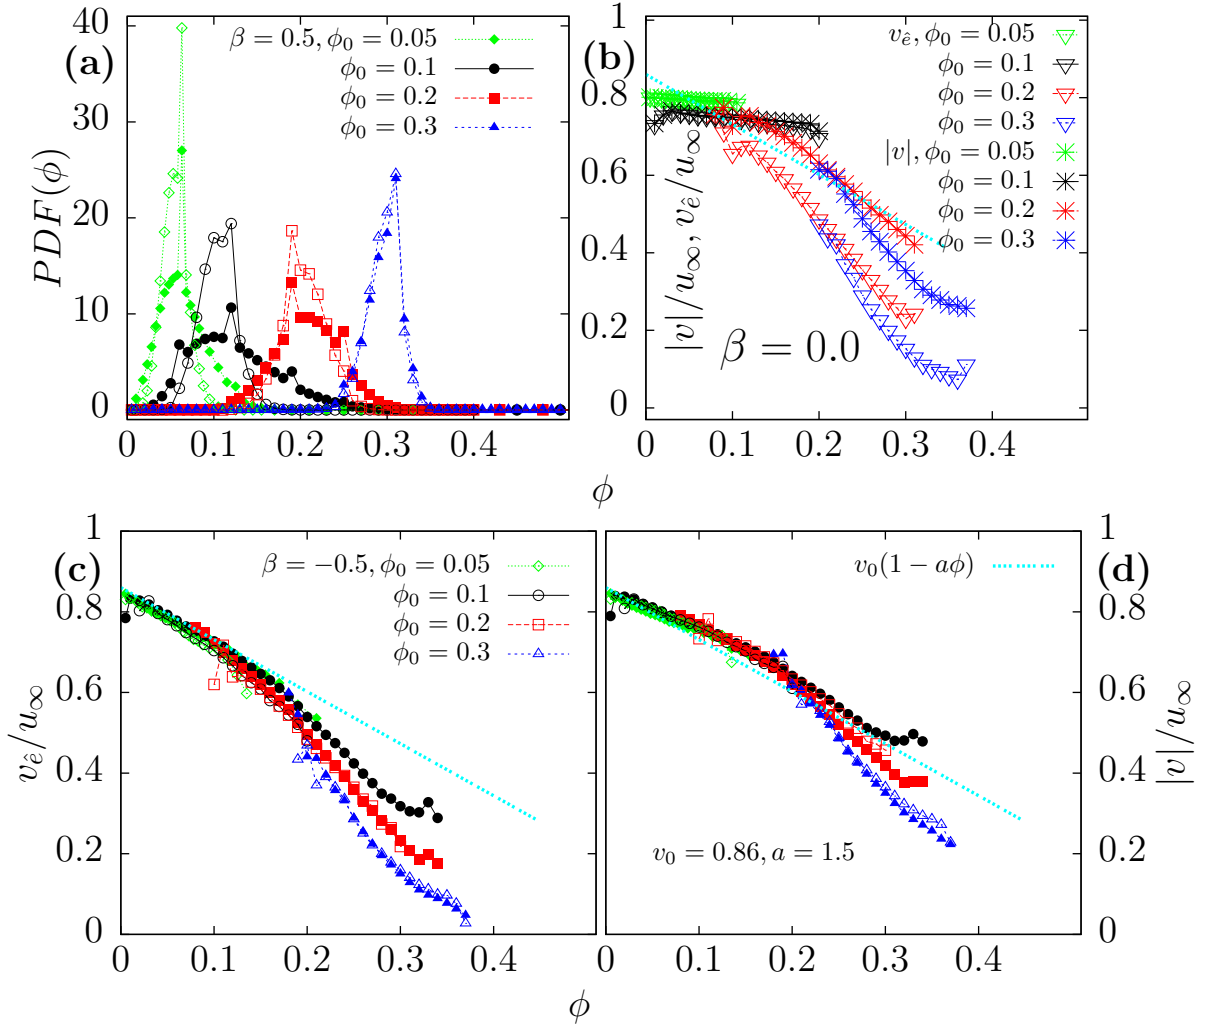 (a)
PDF(ϕ)
40
30
20
10
0
β = 0.5, ϕ₀ = 0.05
ϕ₀ = 0.1
ϕ₀ = 0.2
ϕ₀ = 0.3
0 0.1 0.2 0.3 0.4
(b)
|v|/u∞, v_ê/u∞
1
0.8
0.6
0.4
0.2
0
v_ê, ϕ₀ = 0.05
ϕ₀ = 0.1
ϕ₀ = 0.2
ϕ₀ = 0.3
|v|, ϕ₀ = 0.05
ϕ₀ = 0.1
ϕ₀ = 0.2
ϕ₀ = 0.3
β = 0.0
0 0.1 0.2 0.3 0.4
ϕ
(c)
v_ê/u∞
1
0.8
0.6
0.4
0.2
0
β = −0.5, ϕ₀ = 0.05
ϕ₀ = 0.1
ϕ₀ = 0.2
ϕ₀ = 0.3
0 0.1 0.2 0.3 0.4
v₀(1 − aϕ)
(d)
v₀ = 0.86, a = 1.5
1
0.8
0.6
0.4
0.2
0
|v|/u∞
0 0.1 0.2 0.3 0.4
ϕ